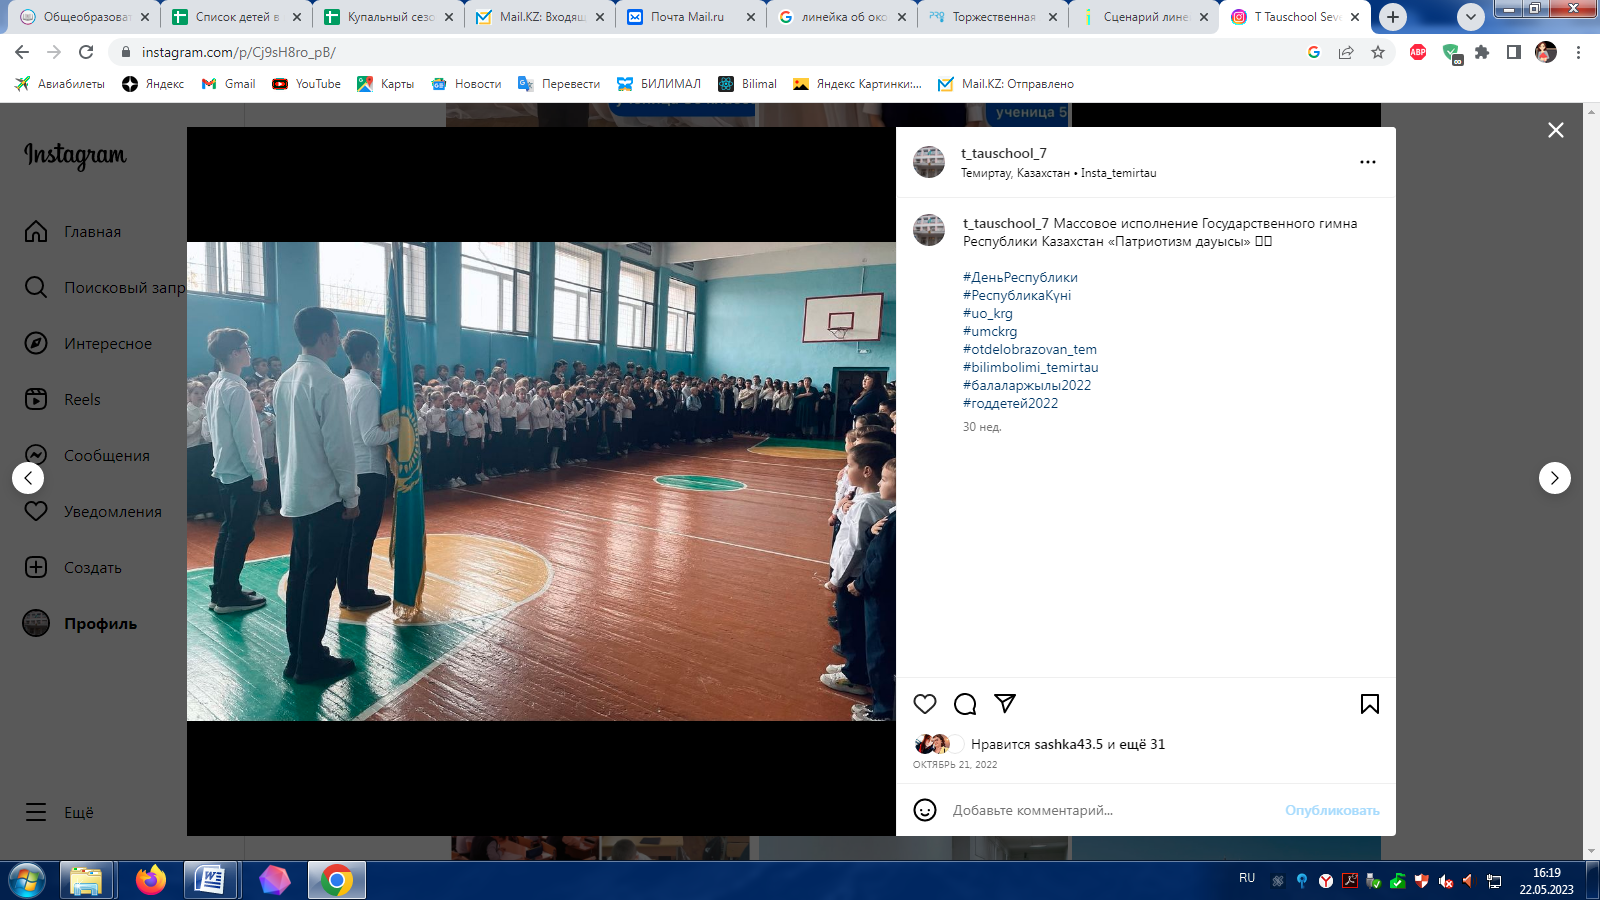 Общеобразоват
Список детей в
Купальный сезо
Mail.KZ: Входящ
Почта Mail.ru
линейка об око
Торжественная
Сценарий лине
T Tauschool Seve
instagram.com/p/Cj9sH8ro_pB/
ABP
Авиабилеты
Яндекс
Gmail
YouTube
Карты
Новости
Перевести
БИЛИМАЛ
Bilimal
Яндекс Картинки:...
Mail.KZ: Отправлено
ученица 5
Instagram
Главная
Поисковый запр
Интересное
Reels
Сообщения
Уведомления
Создать
Профиль
Ещё
t_tauschool_7
Темиртау, Казахстан • Insta_temirtau
t_tauschool_7 Массовое исполнение Государственного гимна
Республики Казахстан «Патриотизм дауысы»
#ДеньРеспублики
#РеспубликаКүні
#uo_krg
#umckrg
#otdelobrazovan_tem
#bilimbolimi_temirtau
#балаларжылы2022
#годдетей2022
30 нед.
Нравится sashka43.5 и ещё 31
ОКТЯБРЬ 21, 2022
Добавьте комментарий...
Опубликовать
RU
16:19
22.05.2023